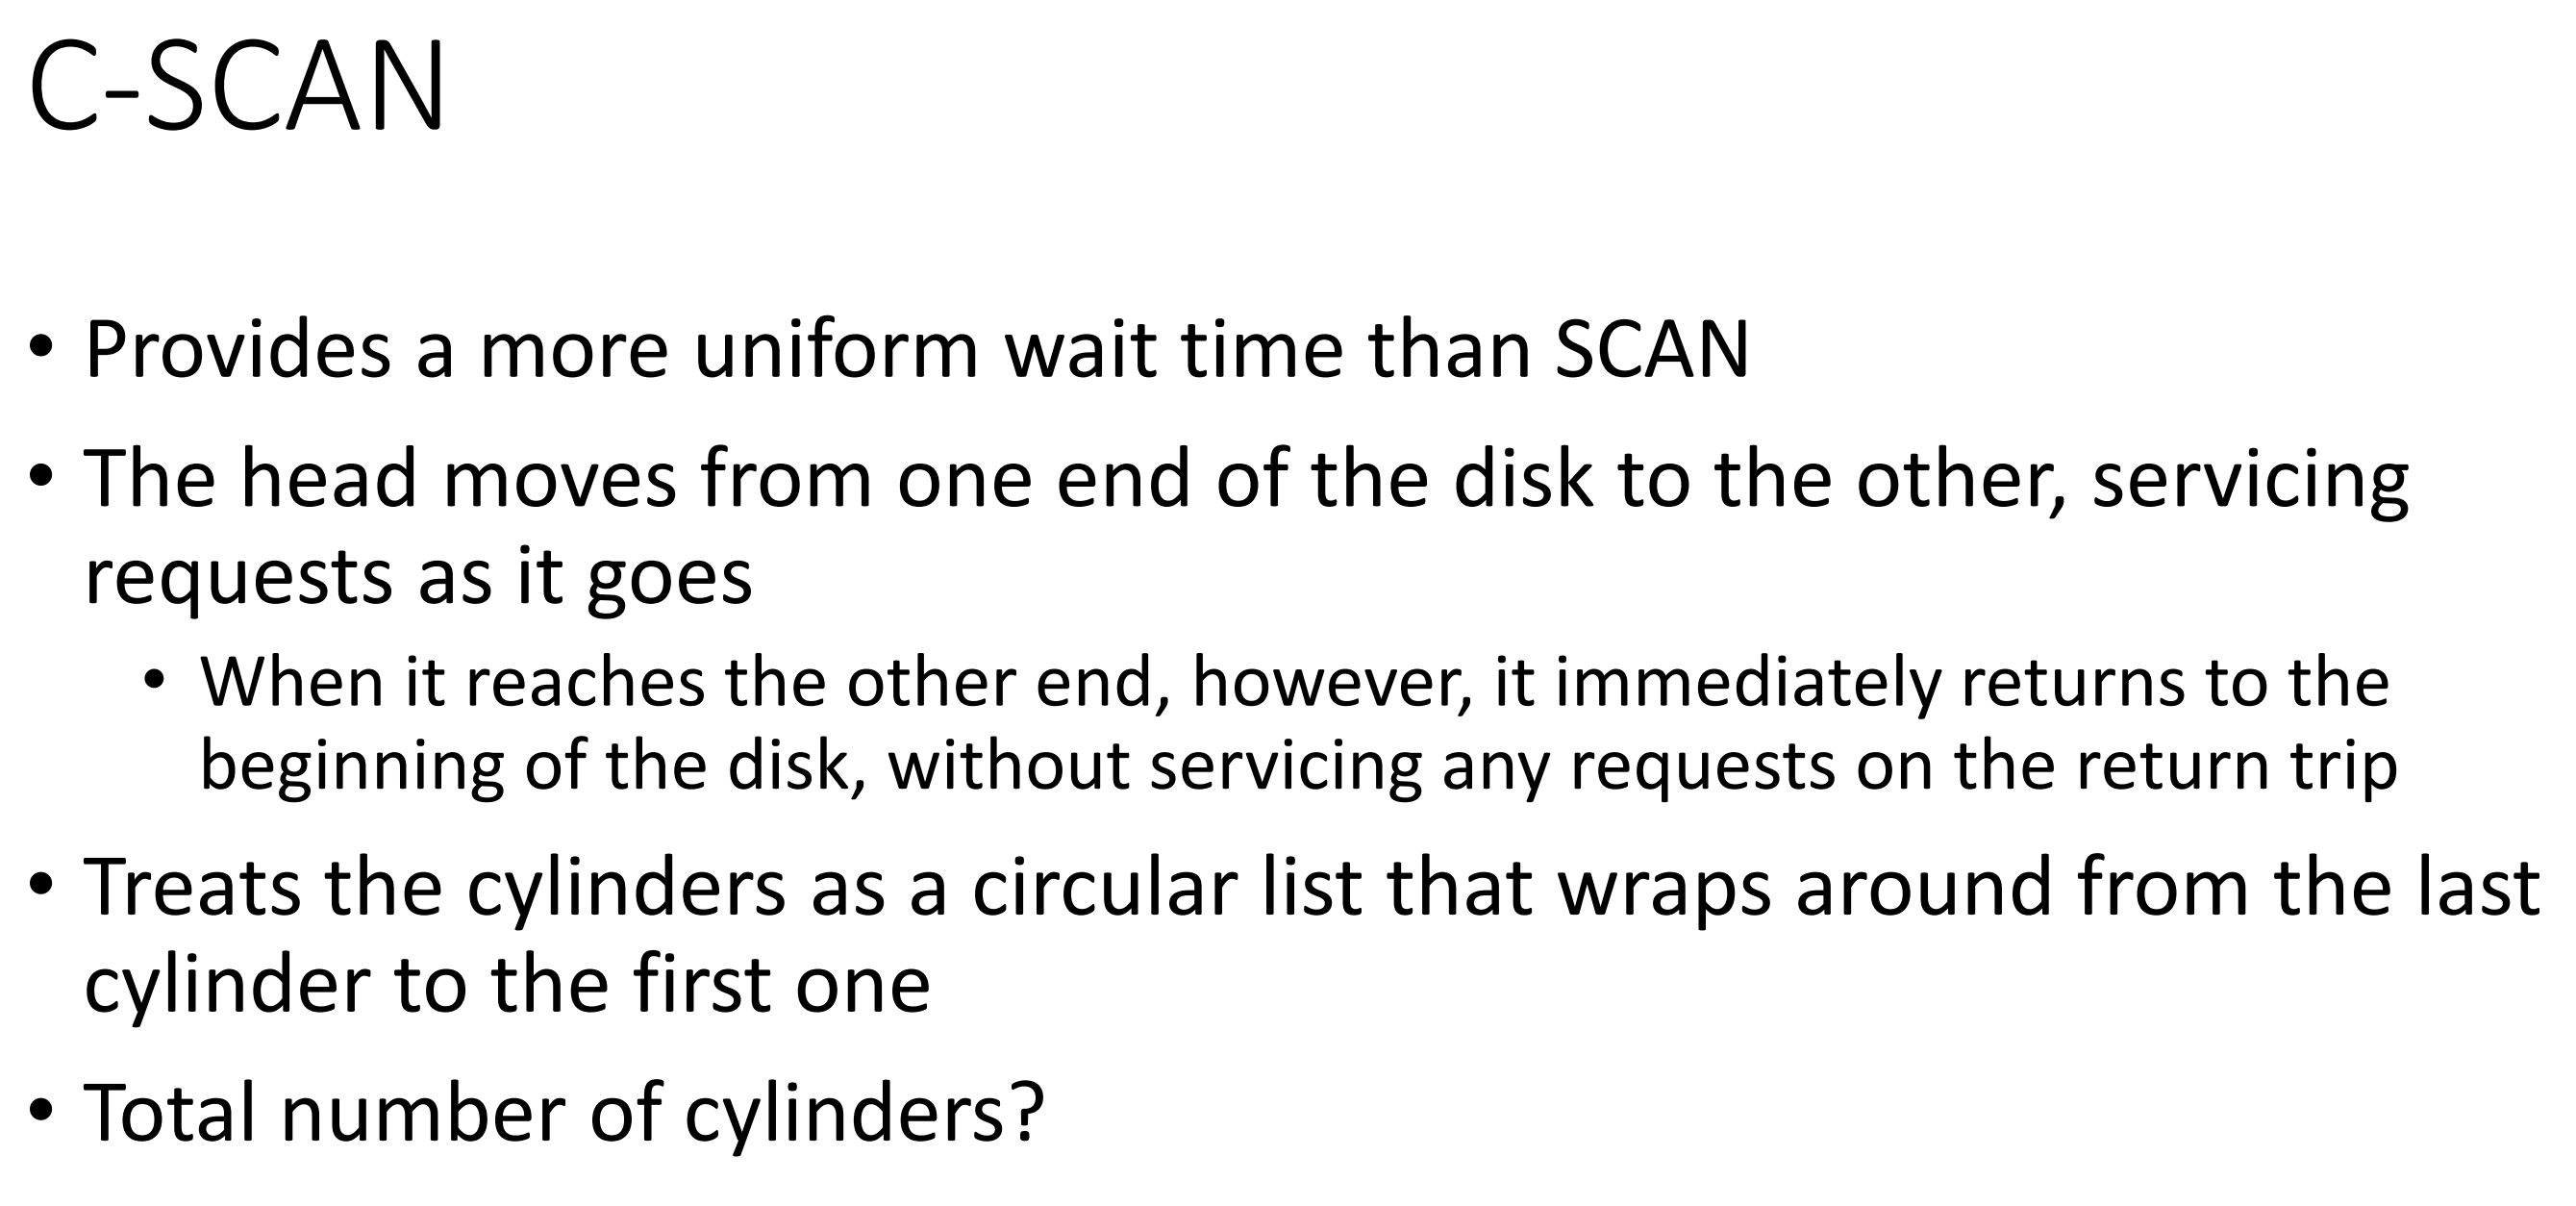 C-SCAN
• Provides a more uniform wait time than SCAN
• The head moves from one end of the disk to the other, servicing
requests as it goes
• When it reaches the other end, however, it immediately returns to the
beginning of the disk, without servicing any requests on the return trip
• Treats the cylinders as a circular list that wraps around from the last
cylinder to the first one
• Total number of cylinders?